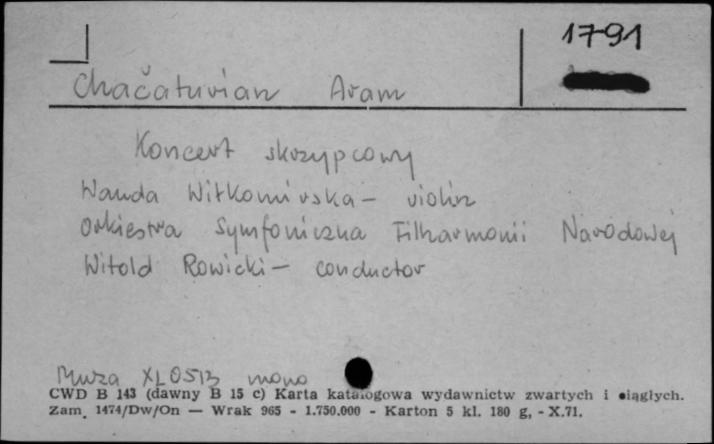 1791
Chačaturian Aram
Koncert skrzypcowy
Wanda Wiłkomirska – violin
Orkiestra Symfoniczna Filharmonii Narodowej
Witold Rowicki – conductor
Muza XL 0513 mono
CWD B 143 (dawny B 15 c) Karta katalogowa wydawnictw zwartych i ciągłych.
Zam. 1474/Dw/On — Wrak 965 - 1.750.000 - Karton 5 kl. 180 g, - X.71.